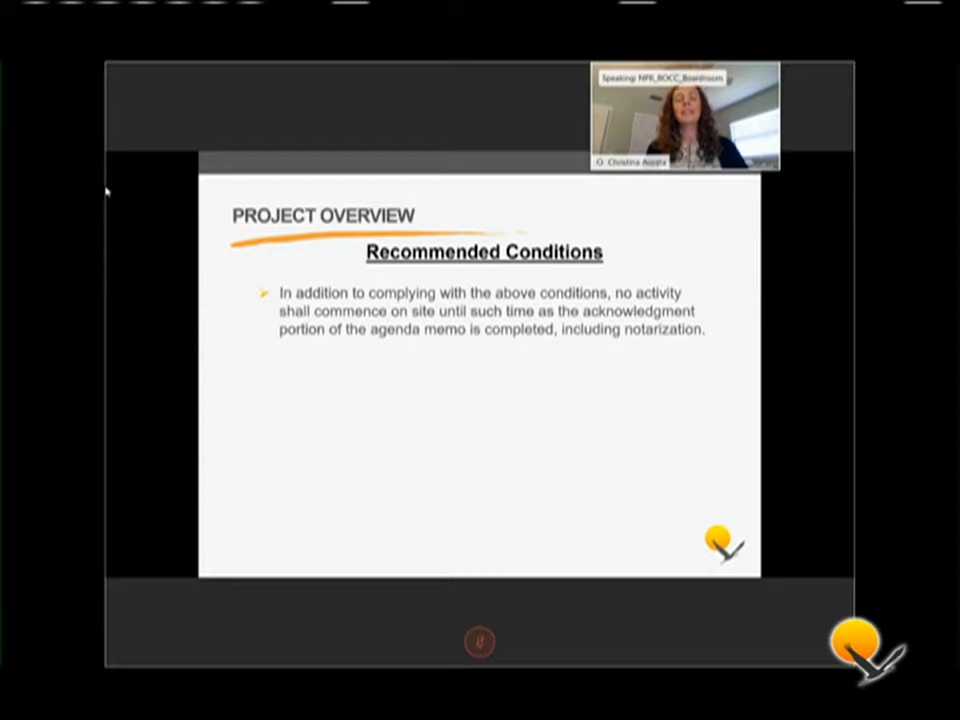 Speaking: NPR_BOCC_Boardroom
Christina
PROJECT OVERVIEW
Recommended Conditions
In addition to complying with the above conditions, no activity
shall commence on site until such time as the acknowledgment
portion of the agenda memo is completed, including notarization.